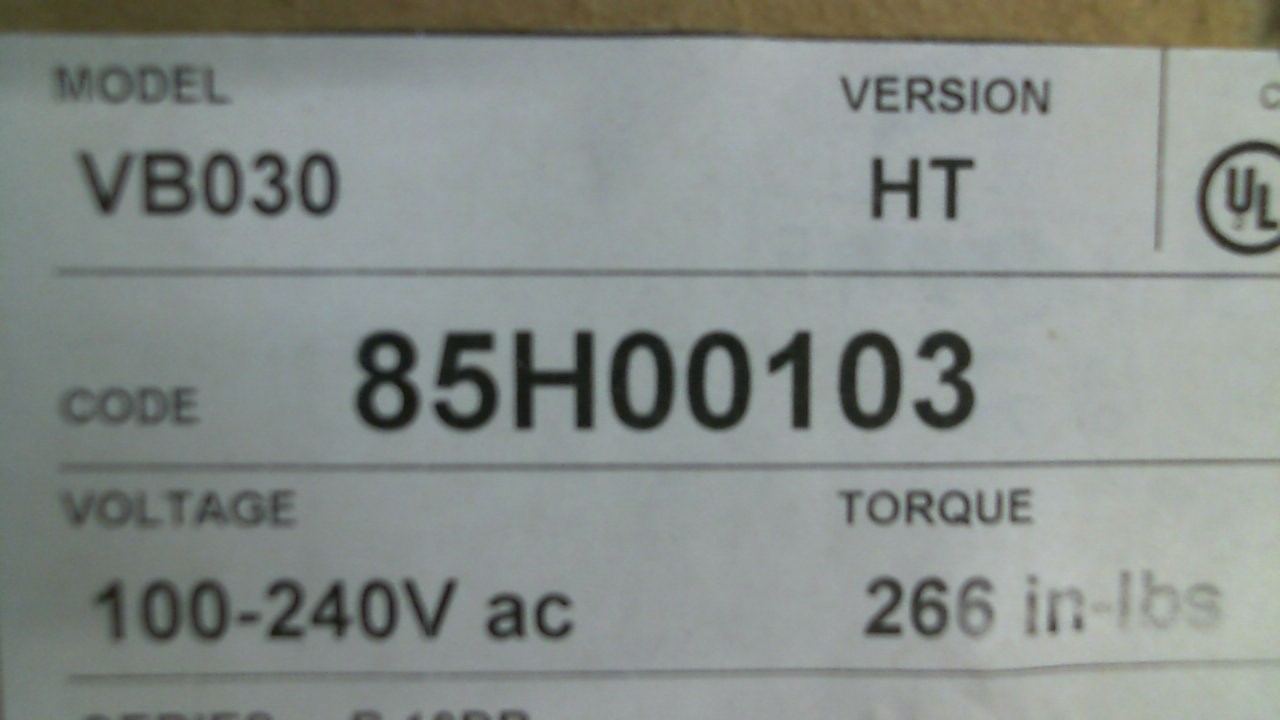 MODEL VERSION
VB030 HT
UL
CODE 85H00103
VOLTAGE TORQUE
100-240V ac 266 in-lbs